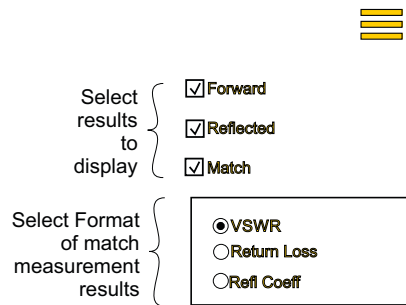 Select
results
to
display
Forward
Reflected
Match
Select Format
of match
measurement
results
VSWR
Return Loss
Refl Coeff